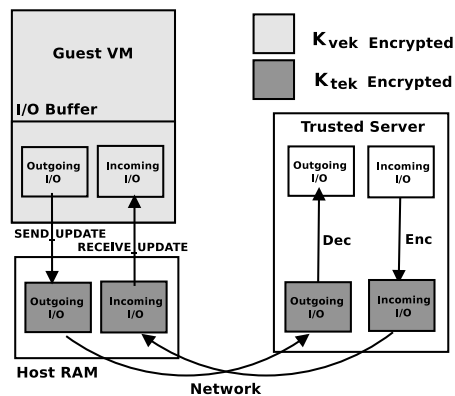 Guest VM
I/O Buffer
Outgoing
I/O
Incoming
I/O
SEND_UPDATE
RECEIVE_UPDATE
Outgoing
I/O
Incoming
I/O
Host RAM
Kvek Encrypted
Ktek Encrypted
Trusted Server
Outgoing
I/O
Incoming
I/O
Dec
Enc
Outgoing
I/O
Incoming
I/O
Network